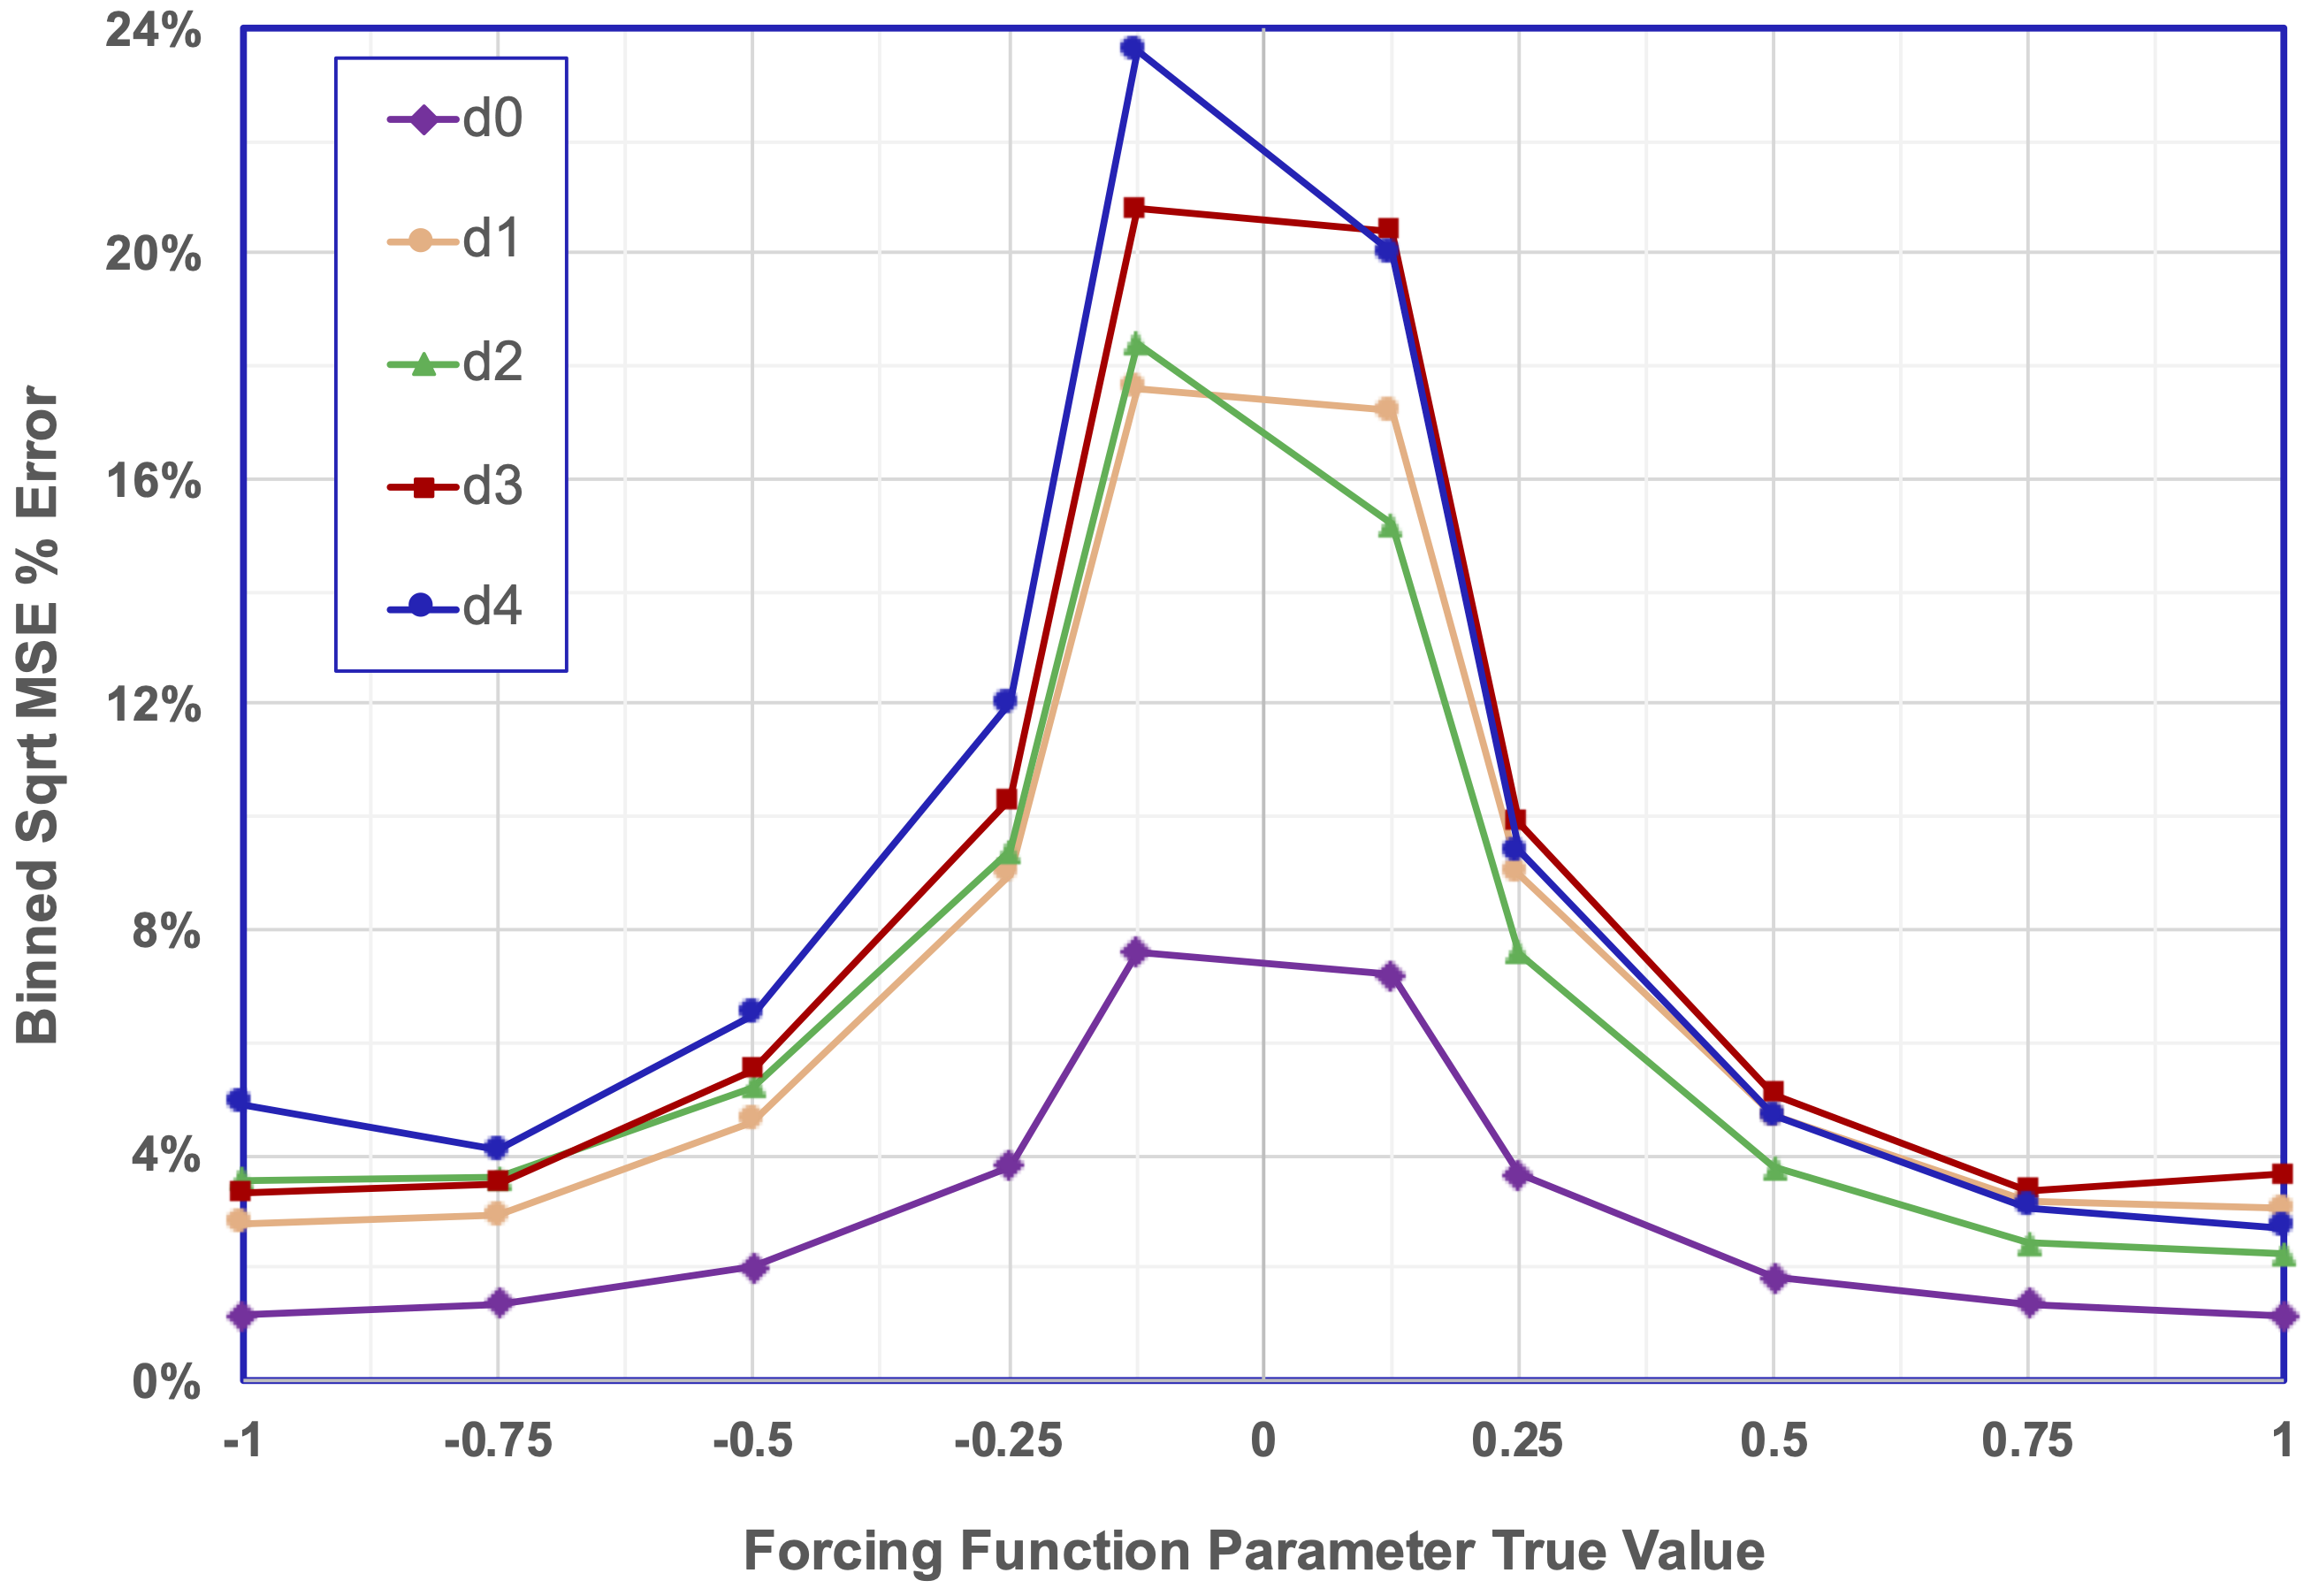 24%
20%
16%
12%
8%
4%
0%
Binned Sqrt MSE % Error
d0
d1
d2
d3
d4
-1 -0.75 -0.5 -0.25 0 0.25 0.5 0.75 1
Forcing Function Parameter True Value